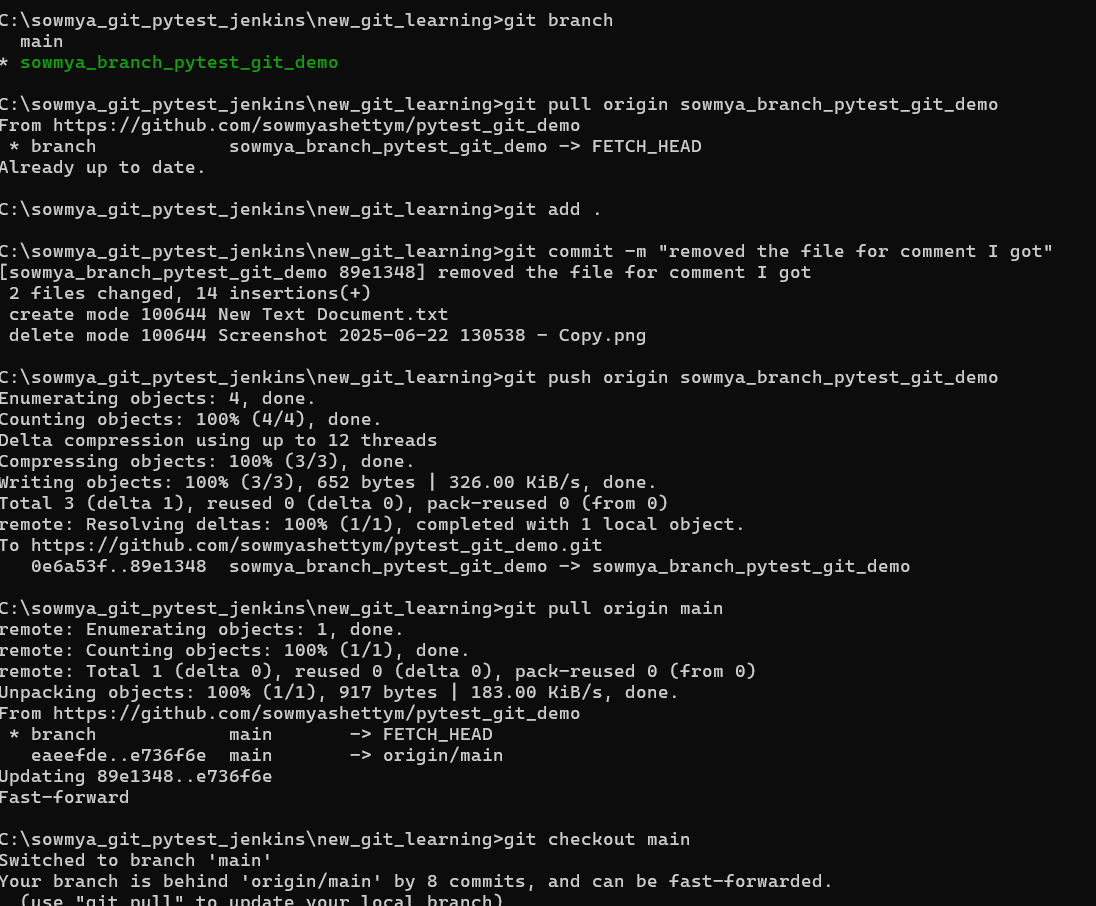 C:\sowmya_git_pytest_jenkins\new_git_learning>git branch
  main
* sowmya_branch_pytest_git_demo

C:\sowmya_git_pytest_jenkins\new_git_learning>git pull origin sowmya_branch_pytest_git_demo
From https://github.com/sowmyashettym/pytest_git_demo
 * branch            sowmya_branch_pytest_git_demo -> FETCH_HEAD
Already up to date.

C:\sowmya_git_pytest_jenkins\new_git_learning>git add .

C:\sowmya_git_pytest_jenkins\new_git_learning>git commit -m "removed the file for comment I got"
[sowmya_branch_pytest_git_demo 89e1348] removed the file for comment I got
 2 files changed, 14 insertions(+)
 create mode 100644 New Text Document.txt
 delete mode 100644 Screenshot 2025-06-22 130538 - Copy.png

C:\sowmya_git_pytest_jenkins\new_git_learning>git push origin sowmya_branch_pytest_git_demo
Enumerating objects: 4, done.
Counting objects: 100% (4/4), done.
Delta compression using up to 12 threads
Compressing objects: 100% (3/3), done.
Writing objects: 100% (3/3), 652 bytes | 326.00 KiB/s, done.
Total 3 (delta 1), reused 0 (delta 0), pack-reused 0 (from 0)
remote: Resolving deltas: 100% (1/1), completed with 1 local object.
To https://github.com/sowmyashettym/pytest_git_demo.git
   0e6a53f..89e1348  sowmya_branch_pytest_git_demo -> sowmya_branch_pytest_git_demo

C:\sowmya_git_pytest_jenkins\new_git_learning>git pull origin main
remote: Enumerating objects: 1, done.
remote: Counting objects: 100% (1/1), done.
remote: Total 1 (delta 0), reused 0 (delta 0), pack-reused 0 (from 0)
Unpacking objects: 100% (1/1), 917 bytes | 183.00 KiB/s, done.
From https://github.com/sowmyashettym/pytest_git_demo
 * branch            main       -> FETCH_HEAD
   eaeefde..e736f6e  main       -> origin/main
Updating 89e1348..e736f6e
Fast-forward

C:\sowmya_git_pytest_jenkins\new_git_learning>git checkout main
Switched to branch 'main'
Your branch is behind 'origin/main' by 8 commits, and can be fast-forwarded.
  (use "git pull" to update your local branch)